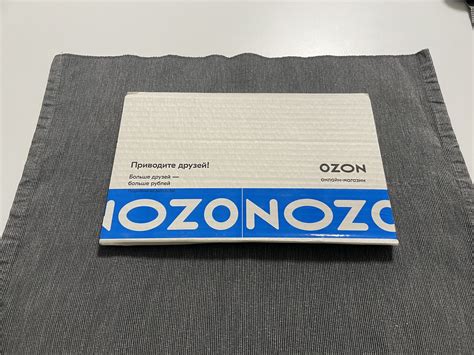 Приводите друзей!
Больше друзей —
больше рублей
OZON
онлайн-магазин
NOZONOZO